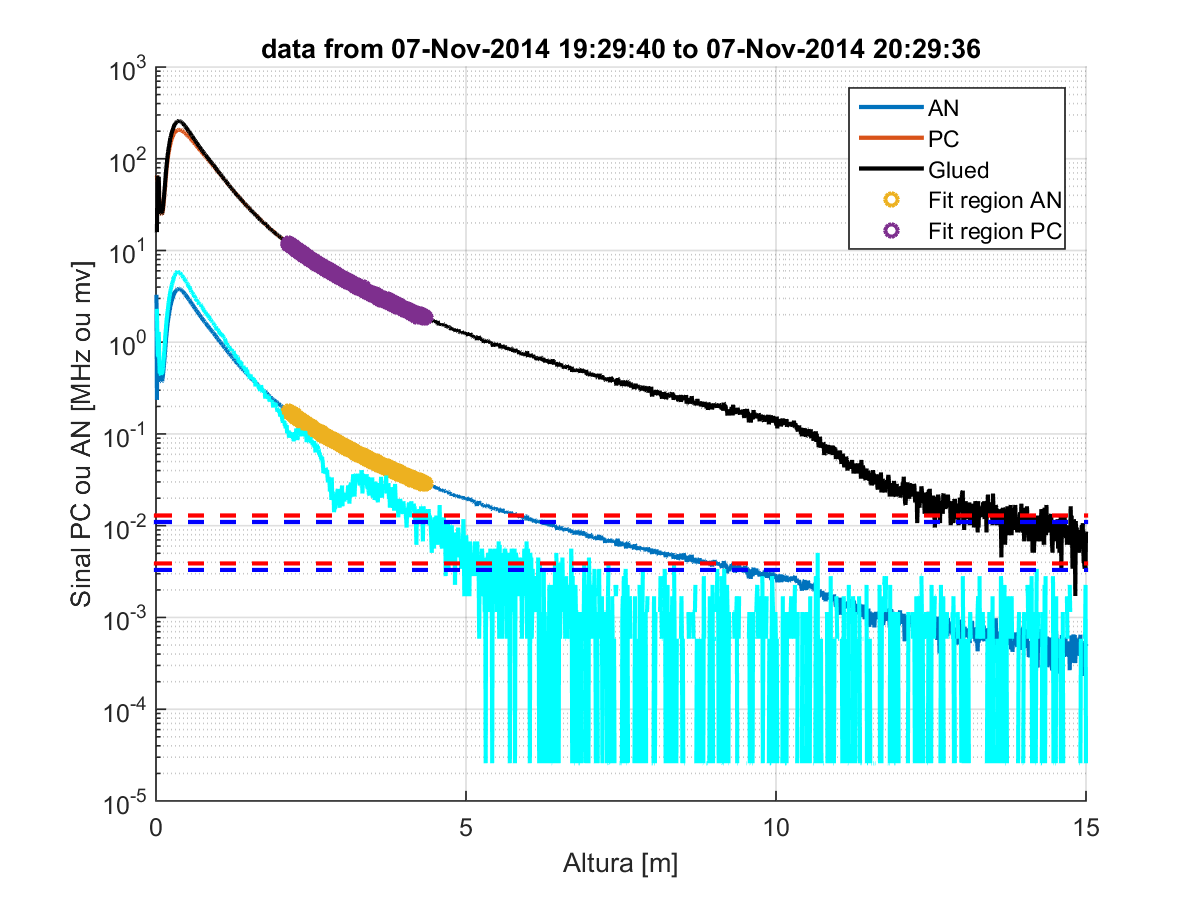 data from 07-Nov-2014 19:29:40 to 07-Nov-2014 20:29:36
AN
PC
Glued
Fit region AN
Fit region PC
Sinal PC ou AN [MHz ou mv]
10^3
10^2
10^1
10^0
10^-1
10^-2
10^-3
10^-4
10^-5
0 5 10 15
Altura [m]